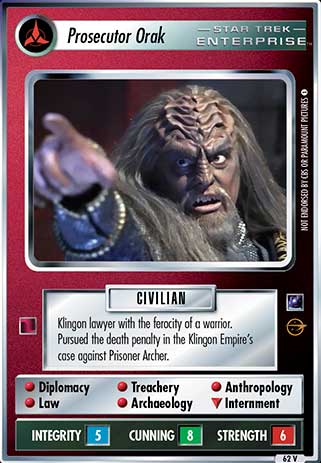 Prosecutor Orak
STAR TREK
ENTERPRISE™
NOT ENDORSED BY CBS OR PARAMOUNT PICTURES
CIVILIAN
Klingon lawyer with the ferocity of a warrior.
Pursued the death penalty in the Klingon Empire's
case against Prisoner Archer.
Diplomacy Treachery Anthropology
Law Archaeology Internment
INTEGRITY 5 CUNNING 8 STRENGTH 6
62 V